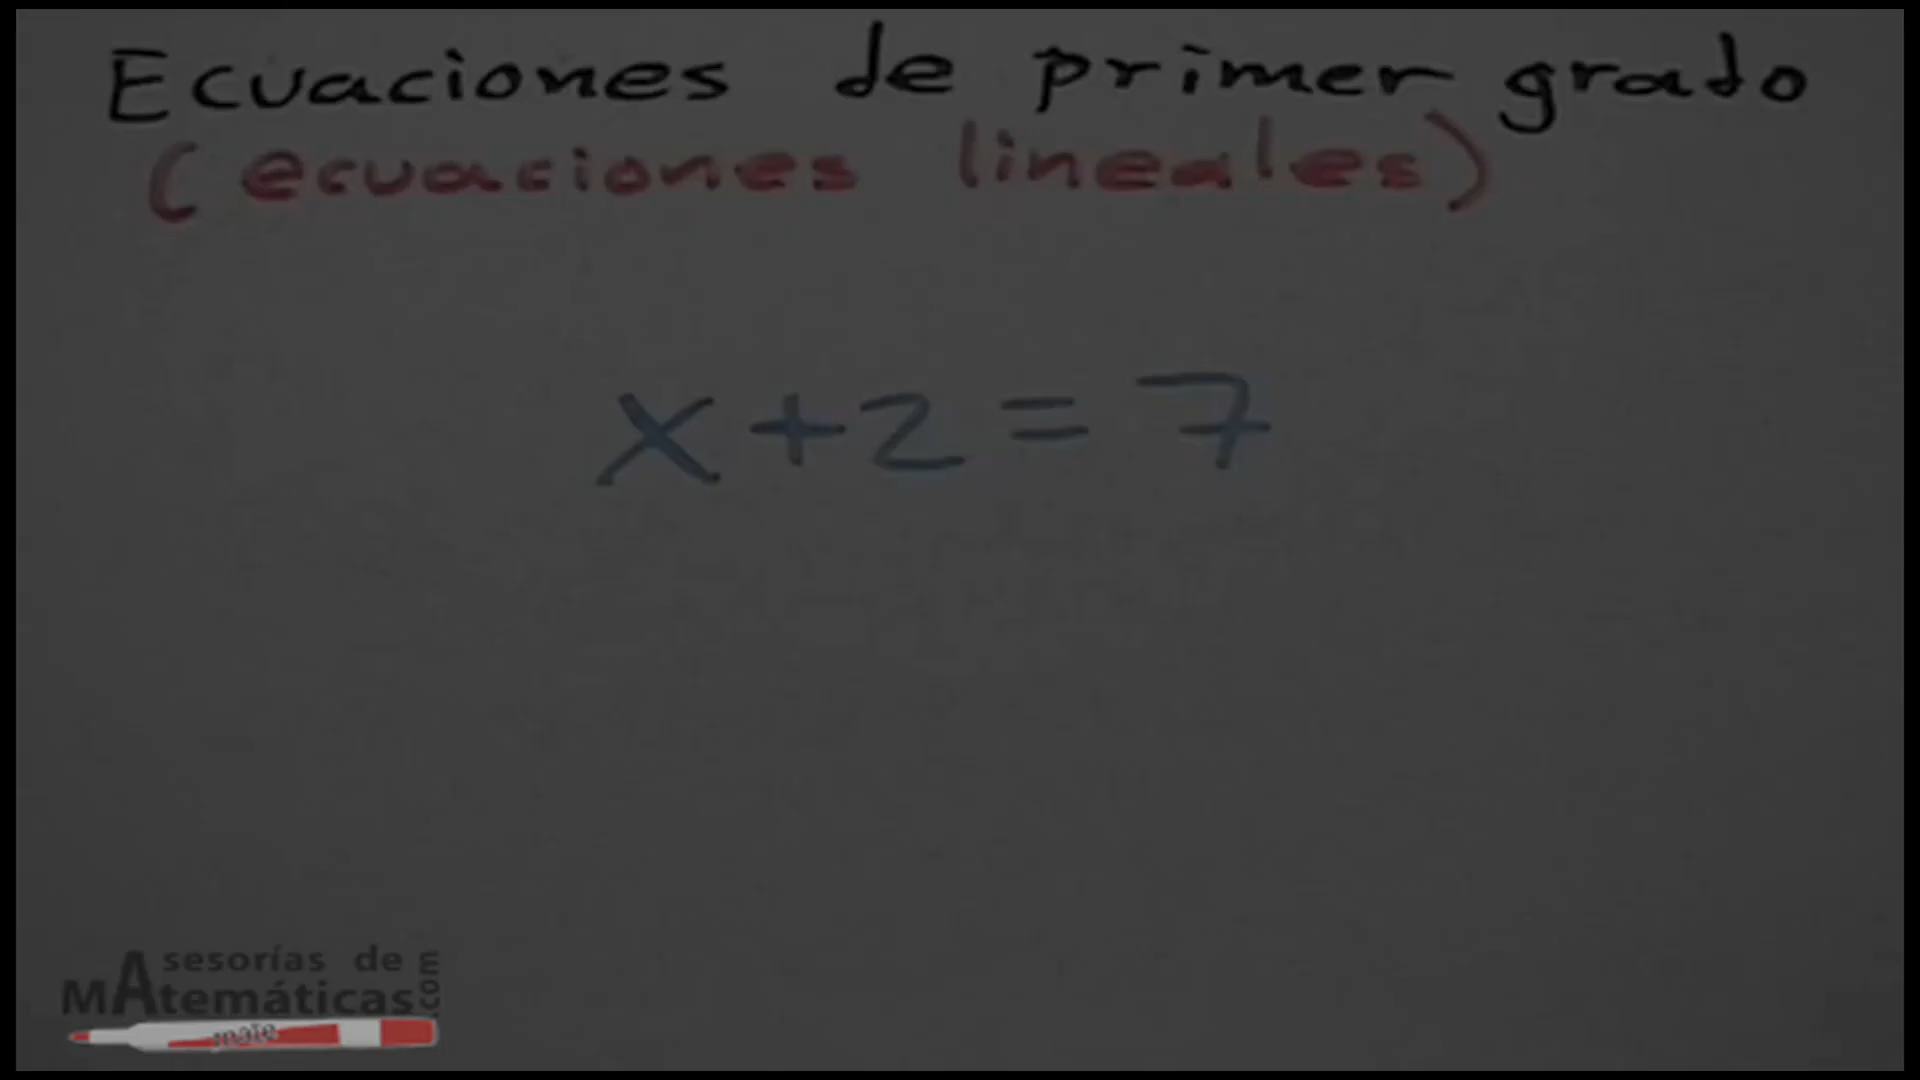 Ecuaciones de primer grado
(ecuaciones lineales)
x+2=7
Asesorías de
Matemáticas.com
mate